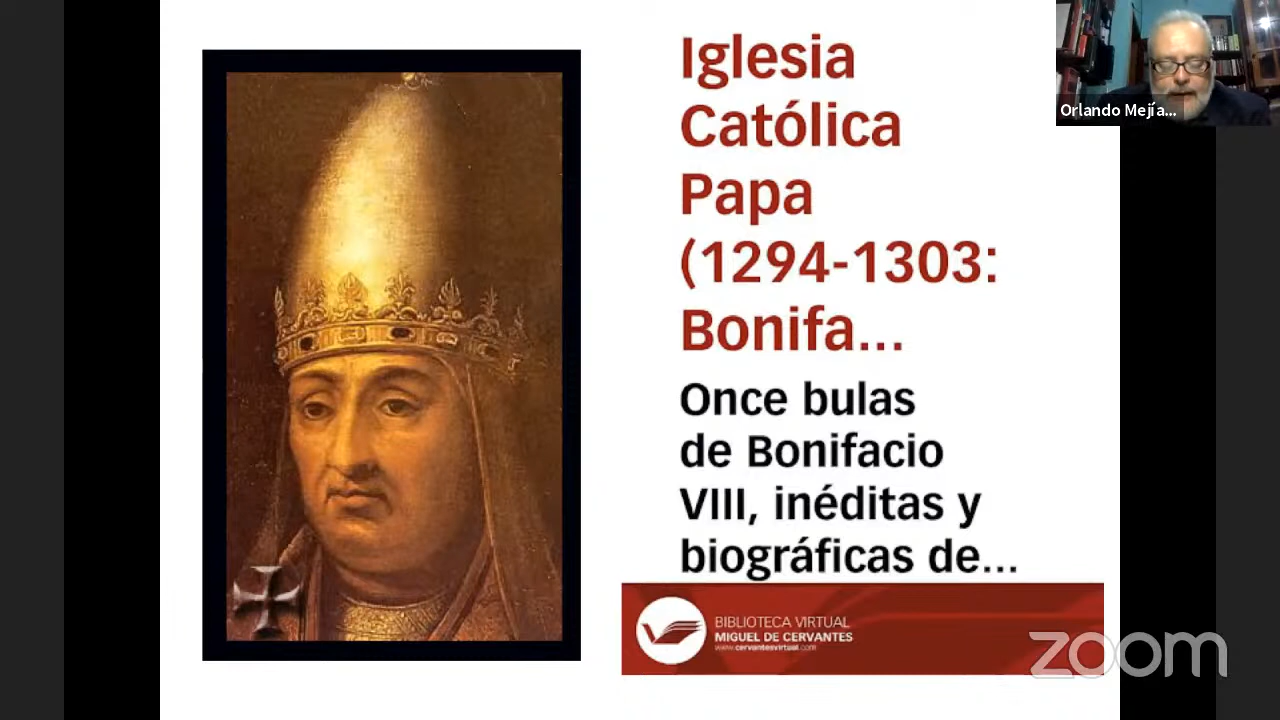 Iglesia
Católica
Papa
(1294-1303:
Bonifa...
Once bulas
de Bonifacio
VIII, inéditas y
biográficas de...
BIBLIOTECA VIRTUAL
MIGUEL DE CERVANTES
www.cervantesvirtual.com
Orlando Mejía...
zoom